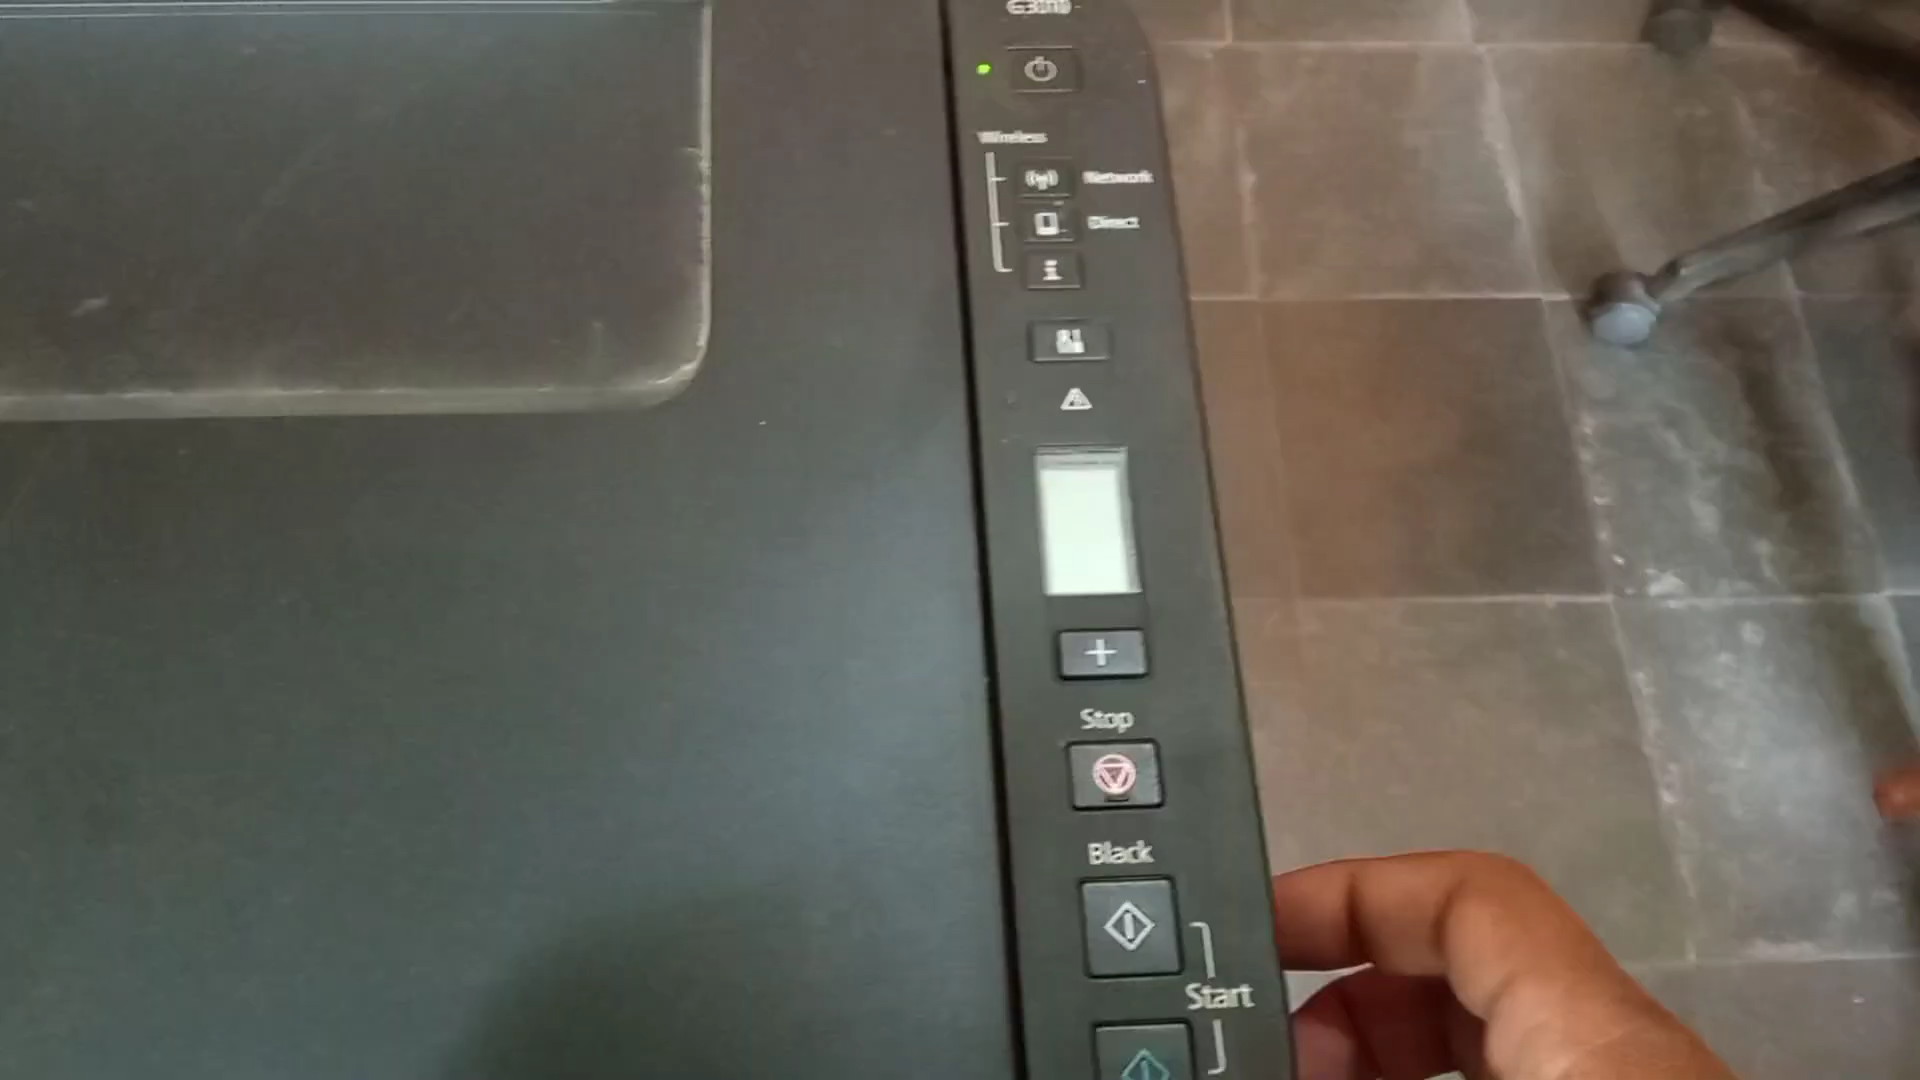 Wireless
Network
Direct
Stop
Black
Start